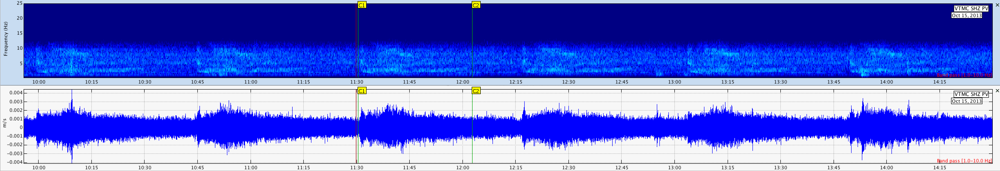 C1 C2
25
VTMC SHZ PV
×
Oct 15, 2013
20
Frequency (Hz)
15
10
5
Band pass [1.0-10.0 Hz]
10:00 10:15 10:30 10:45 11:00 11:15 11:30 11:45 12:00 12:15 12:30 12:45 13:00 13:15 13:30 13:45 14:00 14:15
C1 C2
VTMC SHZ PV
×
0.004
Oct 15, 2013
0.003
0.002
0.001
m/s
0
-0.001
-0.002
-0.003
-0.004
Band pass [1.0-10.0 Hz]
10:00 10:15 10:30 10:45 11:00 11:15 11:30 11:45 12:00 12:15 12:30 12:45 13:00 13:15 13:30 13:45 14:00 14:15